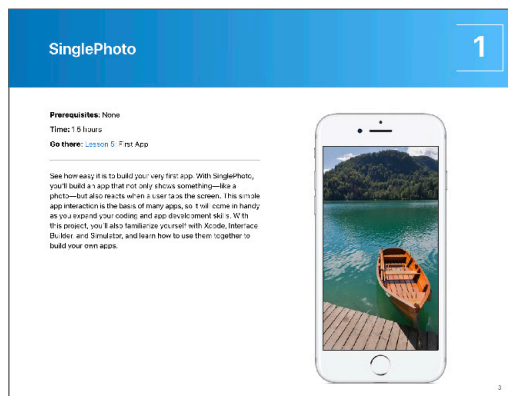 SinglePhoto
1
Prerequisites: None
Time: 1.5 hours
Go there: Lesson 5: First App
See how easy it is to build your very first app. With SinglePhoto,
you'll build an app that not only shows something—like a
photo—but also reacts when a user taps the screen. This simple
app interaction is the basis of many apps, so it will come in handy
as you expand your coding and app development skills. With
this project, you'll also familiarize yourself with Xcode, Interface
Builder, and Simulator, and learn how to use them together to
build your own apps.
3